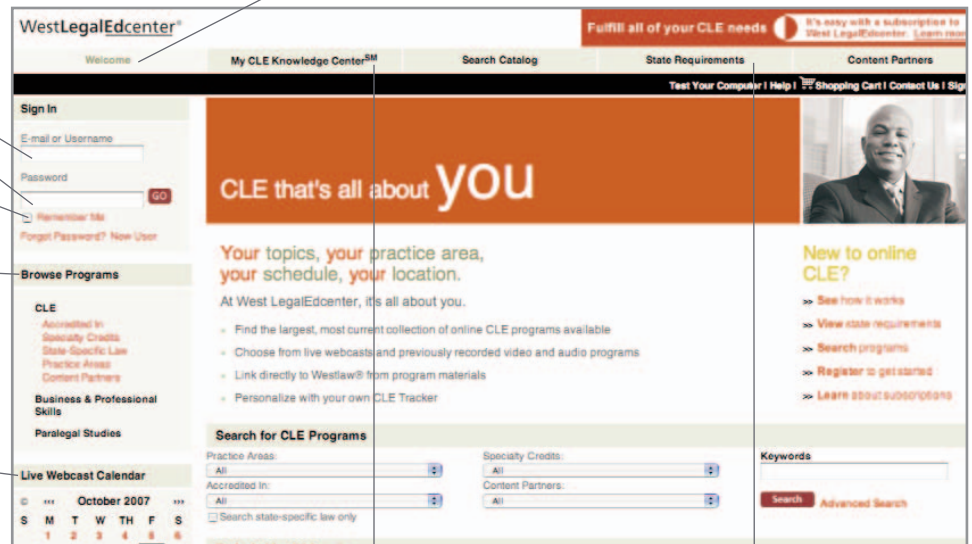 WestLegalEdcenter®
Fulfill all of your CLE needs
It's easy with a subscription to
West LegalEdcenter. Learn more
Welcome
My CLE Knowledge CenterSM
Search Catalog
State Requirements
Content Partners
Test Your Computer | Help | Shopping Cart | Contact Us | Sign
Sign In
E-mail or Username
Password
GO
Remember Me
Forgot Password? New User
Browse Programs
CLE
Accredited In
Specialty Credits
State-Specific Law
Practice Areas
Content Partners
Business & Professional
Skills
Paralegal Studies
Live Webcast Calendar
October 2007
S M T W TH F S
1 2 3 4 5 6
CLE that's all about you
Your topics, your practice area,
your schedule, your location.
At West LegalEdcenter, it's all about you.
Find the largest, most current collection of online CLE programs available
Choose from live webcasts and previously recorded video and audio programs
Link directly to Westlaw® from program materials
Personalize with your own CLE Tracker
New to online
CLE?
>> See how it works
>> View state requirements
>> Search programs
>> Register to get started
>> Learn about subscriptions
Search for CLE Programs
Practice Areas:
All
Specialty Credits:
All
Keywords
Accredited In:
All
Content Partners:
All
Search
Advanced Search
Search state-specific law only